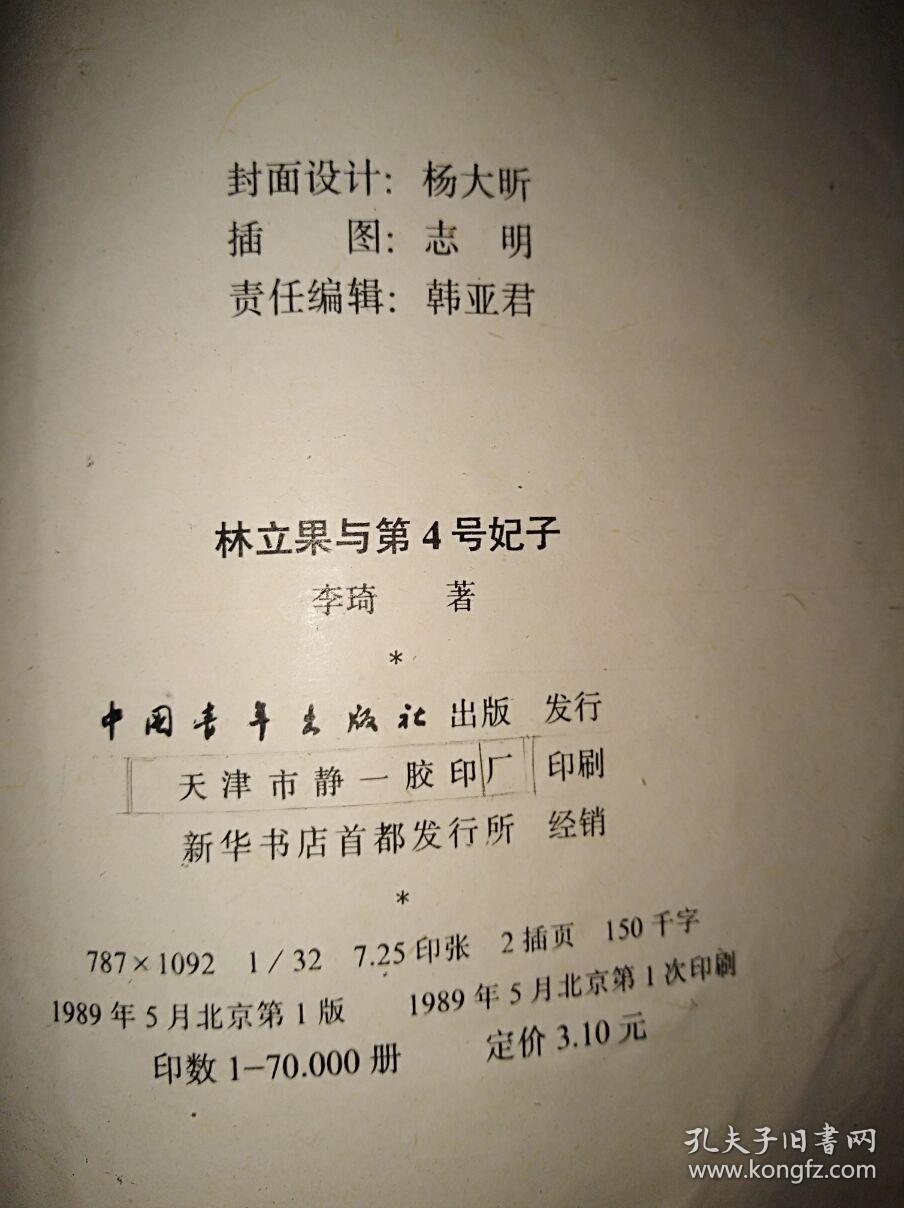 封面设计：杨大昕
插　　图：志　明
责任编辑：韩亚君
林立果与第4号妃子
李琦　　著
*
中国青年出版社 出版 发行
天津市静一胶印厂 印刷
新华书店首都发行所 经销
*
787×1092 1/32 7.25印张 2插页 150千字
1989年5月北京第1版 1989年5月北京第1次印刷
印数1—70.000册 定价3.10元
孔夫子旧書网
www.kongfz.com